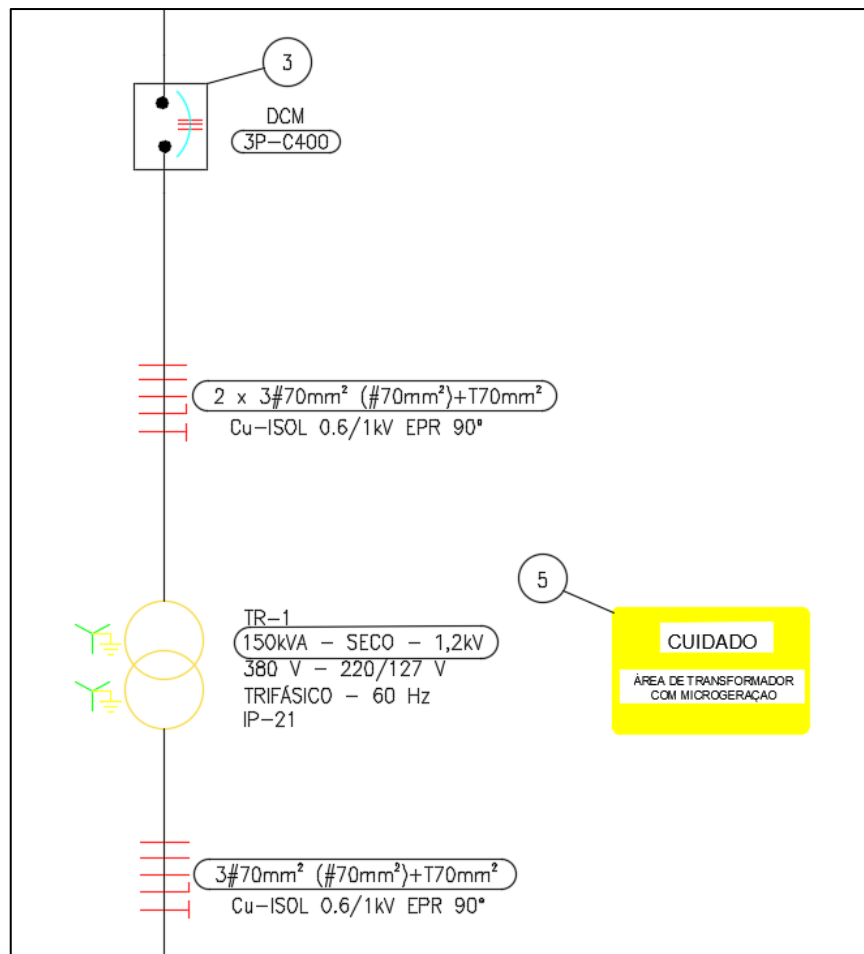 3
DCM
3P-C400
2 x 3#70mm² (#70mm²)+T70mm²
Cu-ISOL 0.6/1kV EPR 90°
5
TR-1
150kVA - SECO - 1,2kV
380 V - 220/127 V
TRIFÁSICO - 60 Hz
IP-21
CUIDADO
ÁREA DE TRANSFORMADOR
COM MICROGERAÇAO
3#70mm² (#70mm²)+T70mm²
Cu-ISOL 0.6/1kV EPR 90°